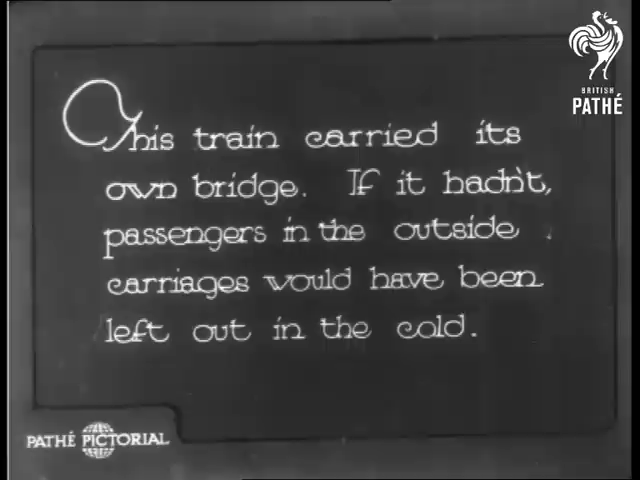 BRITISH
PATHÉ
This train carried its
own bridge. If it hadn't,
passengers in the outside
carriages would have been
left out in the cold.
PATHÉ PICTORIAL